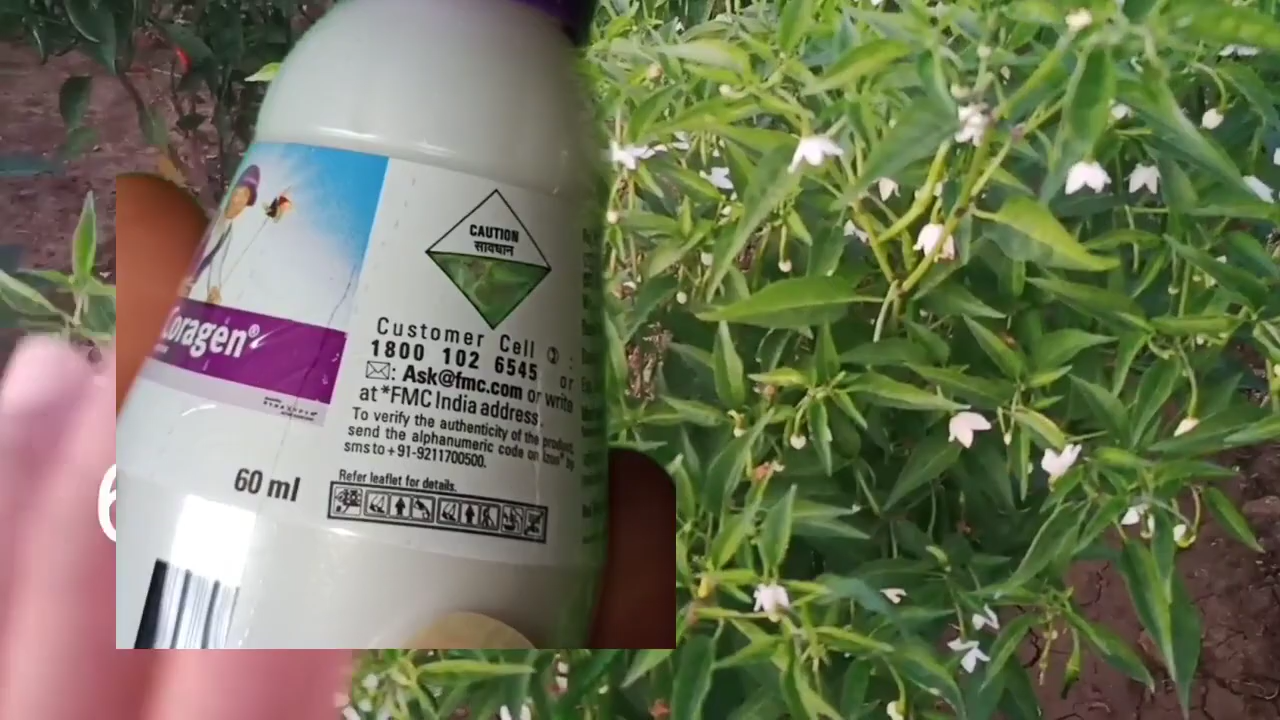 CAUTION
सावधान
Coragen®
Customer Cell ✆ :
1800 102 6545 or
✉: Ask@fmc.com or write
at *FMC India address.
To verify the authenticity of the product,
send the alphanumeric code on Izon® by
sms to +91-9211700500.
60 ml
Refer leaflet for details.